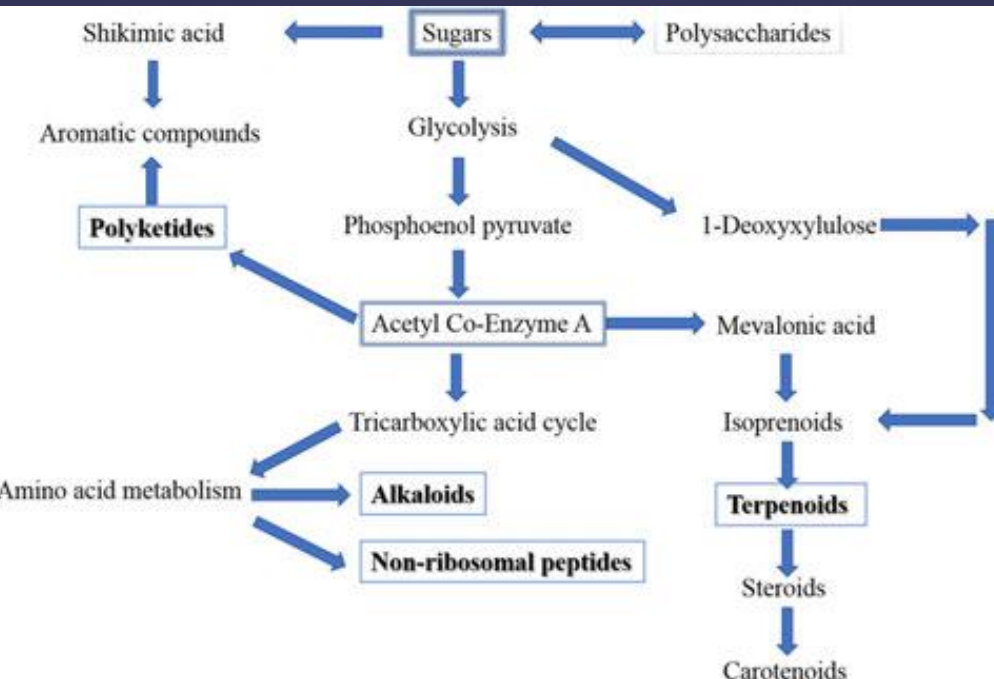 Shikimic acid
Sugars
Polysaccharides
Aromatic compounds
Glycolysis
Polyketides
Phosphoenol pyruvate
1-Deoxyxylulose
Acetyl Co-Enzyme A
Mevalonic acid
Tricarboxylic acid cycle
Isoprenoids
Amino acid metabolism
Alkaloids
Terpenoids
Non-ribosomal peptides
Steroids
Carotenoids